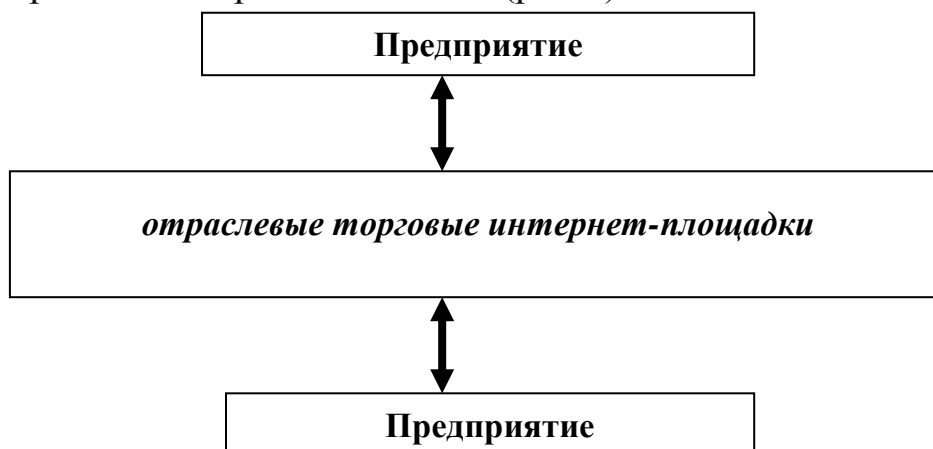 Предприятие
отраслевые торговые интернет-площадки
Предприятие